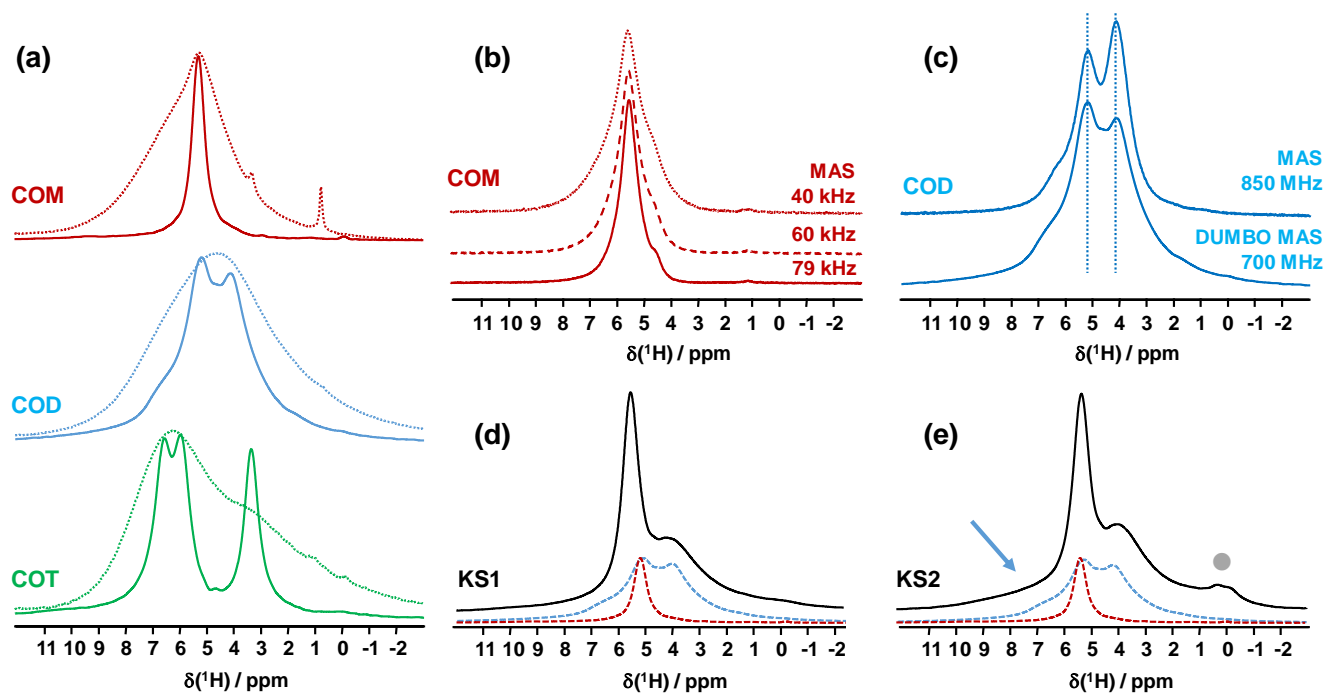 (a)
COM
COD
COT
11 10 9 8 7 6 5 4 3 2 1 0 -1 -2
δ(¹H) / ppm
(b)
COM
MAS
40 kHz
60 kHz
79 kHz
11 10 9 8 7 6 5 4 3 2 1 0 -1 -2
δ(¹H) / ppm
(c)
COD
MAS
850 MHz
DUMBO MAS
700 MHz
11 10 9 8 7 6 5 4 3 2 1 0 -1 -2
δ(¹H) / ppm
(d)
KS1
11 10 9 8 7 6 5 4 3 2 1 0 -1 -2
δ(¹H) / ppm
(e)
KS2
11 10 9 8 7 6 5 4 3 2 1 0 -1 -2
δ(¹H) / ppm